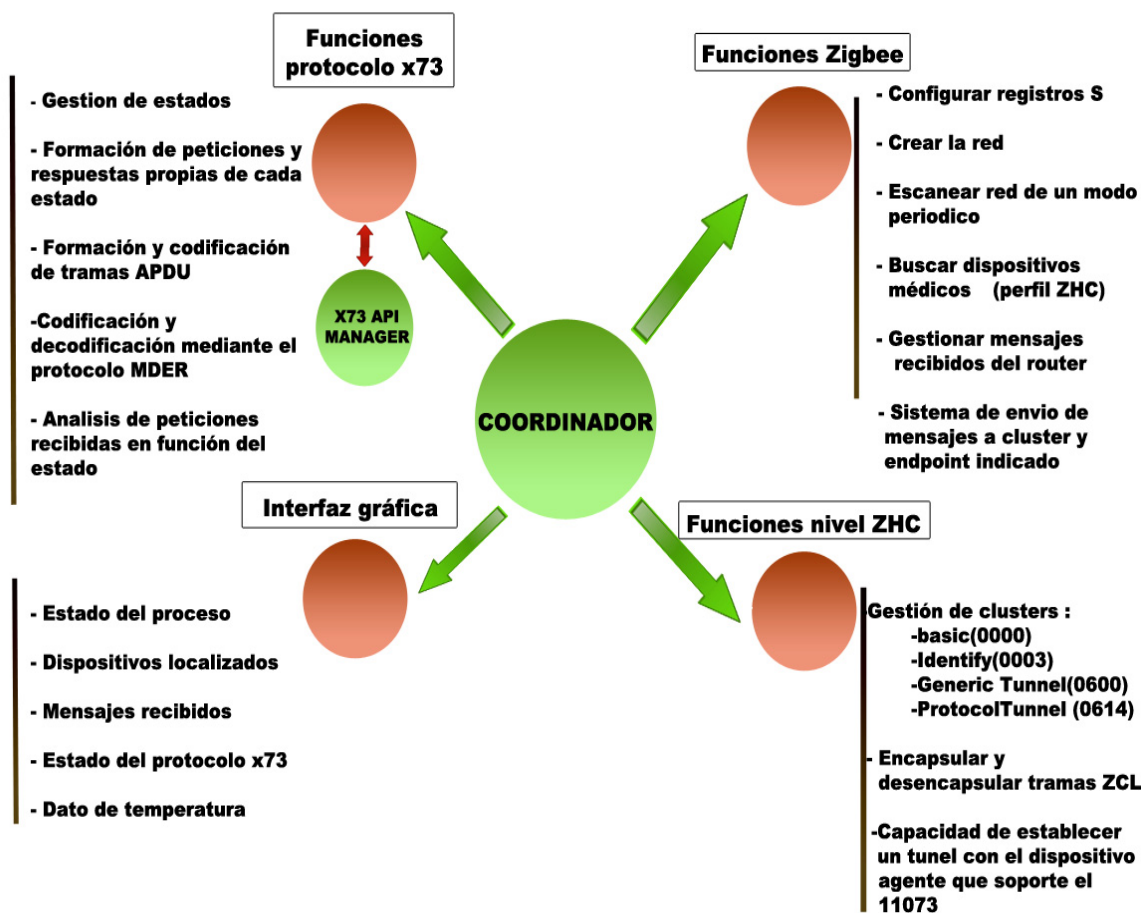 Funciones
protocolo x73
- Gestion de estados
- Formación de peticiones y
respuestas propias de cada
estado
- Formación y codificación
de tramas APDU
-Codificación y
decodificación mediante el
protocolo MDER
- Analisis de peticiones
recibidas en función del
estado
X73 API
MANAGER
Funciones Zigbee
- Configurar registros S
- Crear la red
- Escanear red de un modo
periodico
- Buscar dispositivos
médicos (perfil ZHC)
- Gestionar mensajes
recibidos del router
- Sistema de envio de
mensajes a cluster y
endpoint indicado
COORDINADOR
Interfaz gráfica
- Estado del proceso
- Dispositivos localizados
- Mensajes recibidos
- Estado del protocolo x73
- Dato de temperatura
Funciones nivel ZHC
-Gestión de clusters :
-basic(0000)
-Identify(0003)
-Generic Tunnel(0600)
-ProtocolTunnel (0614)
- Encapsular y
desencapsular tramas ZCL
-Capacidad de establecer
un tunel con el dispositivo
agente que soporte el
11073